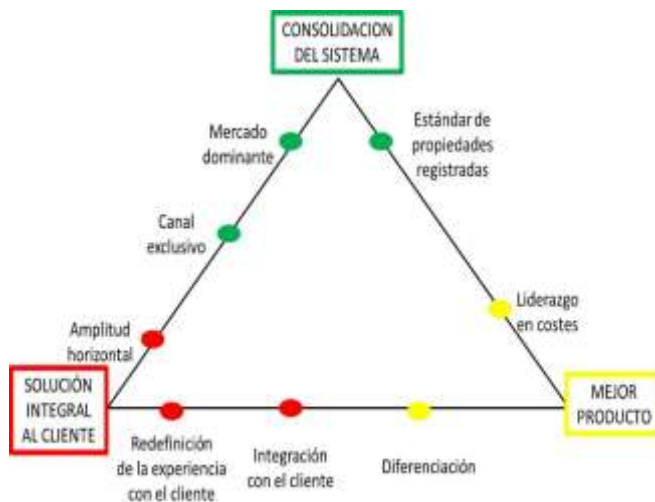 CONSOLIDACION
DEL SISTEMA
Mercado
dominante
Estándar de
propiedades
registradas
Canal
exclusivo
Amplitud
horizontal
Liderazgo
en costes
SOLUCIÓN
INTEGRAL
AL CLIENTE
MEJOR
PRODUCTO
Redefinición
de la experiencia
con el cliente
Integración
con el cliente
Diferenciación